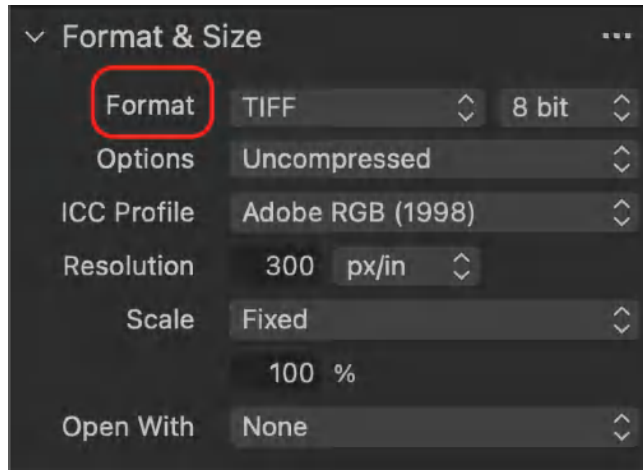 Format & Size
Format TIFF 8 bit
Options Uncompressed
ICC Profile Adobe RGB (1998)
Resolution 300 px/in
Scale Fixed
100 %
Open With None